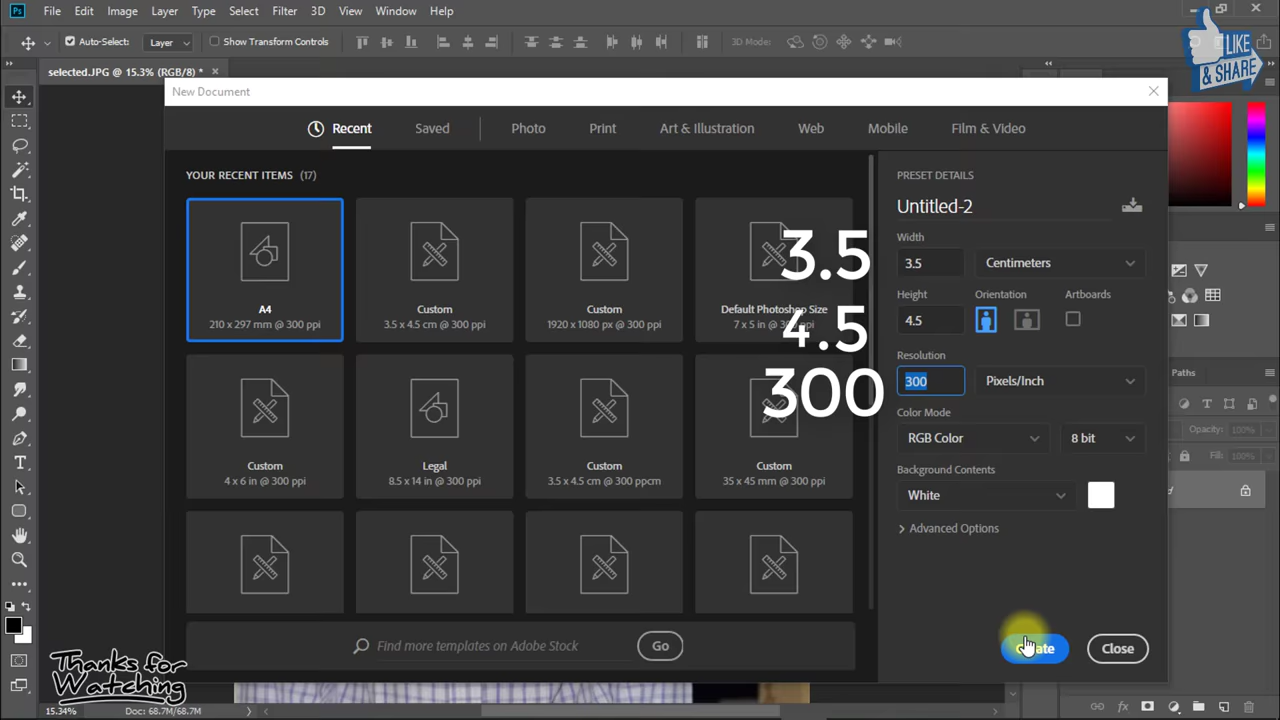 Ps File Edit Image Layer Type Select Filter 3D View Window Help
Auto-Select: Layer Show Transform Controls 3D Mode:
LIKE
& SHARE
selected.JPG @ 15.3% (RGB/8) * ×
New Document
Recent Saved Photo Print Art & Illustration Web Mobile Film & Video
YOUR RECENT ITEMS (17)
A4
210 x 297 mm @ 300 ppi
Custom
3.5 x 4.5 cm @ 300 ppi
Custom
1920 x 1080 px @ 300 ppi
Default Photoshop Size
7 x 5 in @ 300 ppi
Custom
4 x 6 in @ 300 ppi
Legal
8.5 x 14 in @ 300 ppi
Custom
3.5 x 4.5 cm @ 300 ppcm
Custom
35 x 45 mm @ 300 ppi
3.5
4.5
300
Find more templates on Adobe Stock Go
PRESET DETAILS
Untitled-2
Width
3.5 Centimeters
Height Orientation Artboards
4.5
Resolution
300 Pixels/Inch
Color Mode
RGB Color 8 bit
Background Contents
White
Advanced Options
Create Close
Paths
Opacity: 100%
Fill: 100%
Thanks for
Watching
15.34% Doc: 68.7M/68.7M